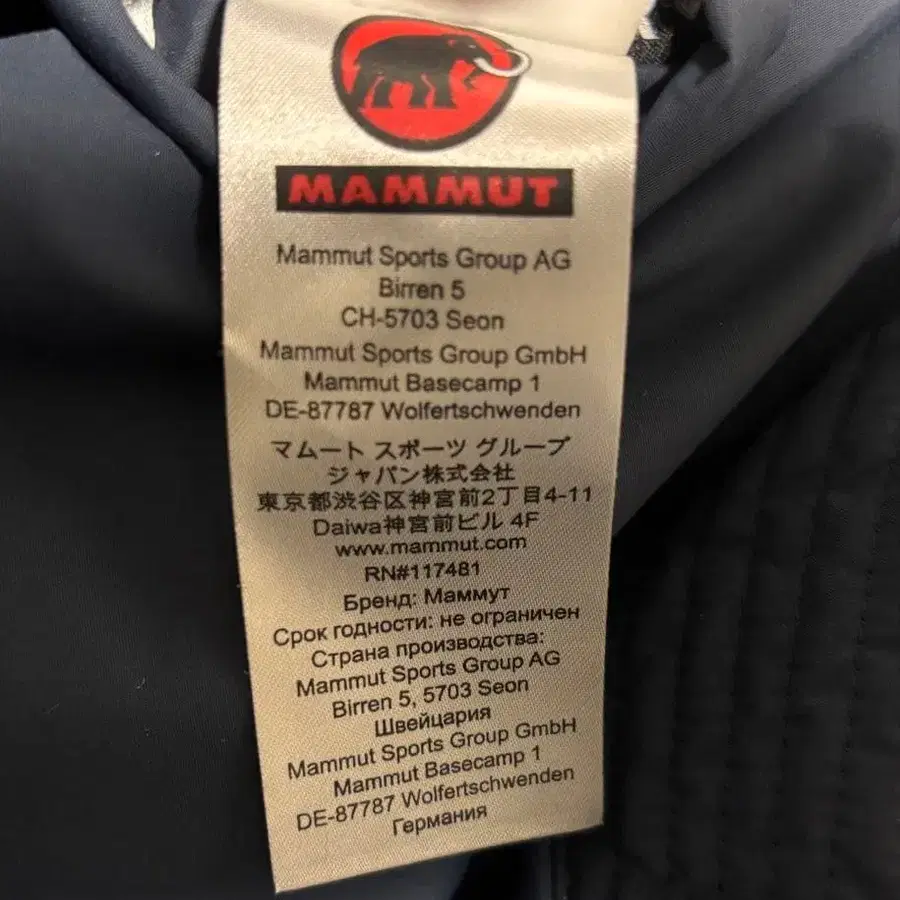 MAMMUT
Mammut Sports Group AG
Birren 5
CH-5703 Seon
Mammut Sports Group GmbH
Mammut Basecamp 1
DE-87787 Wolfertschwenden
マムート スポーツ グループ
ジャパン株式会社
東京都渋谷区神宮前2丁目4-11
Daiwa神宮前ビル 4F
www.mammut.com
RN#117481
Бренд: Маммут
Срок годности: не ограничен
Страна производства:
Mammut Sports Group AG
Birren 5, 5703 Seon
Швейцария
Mammut Sports Group GmbH
Mammut Basecamp 1
DE-87787 Wolfertschwenden
Германия